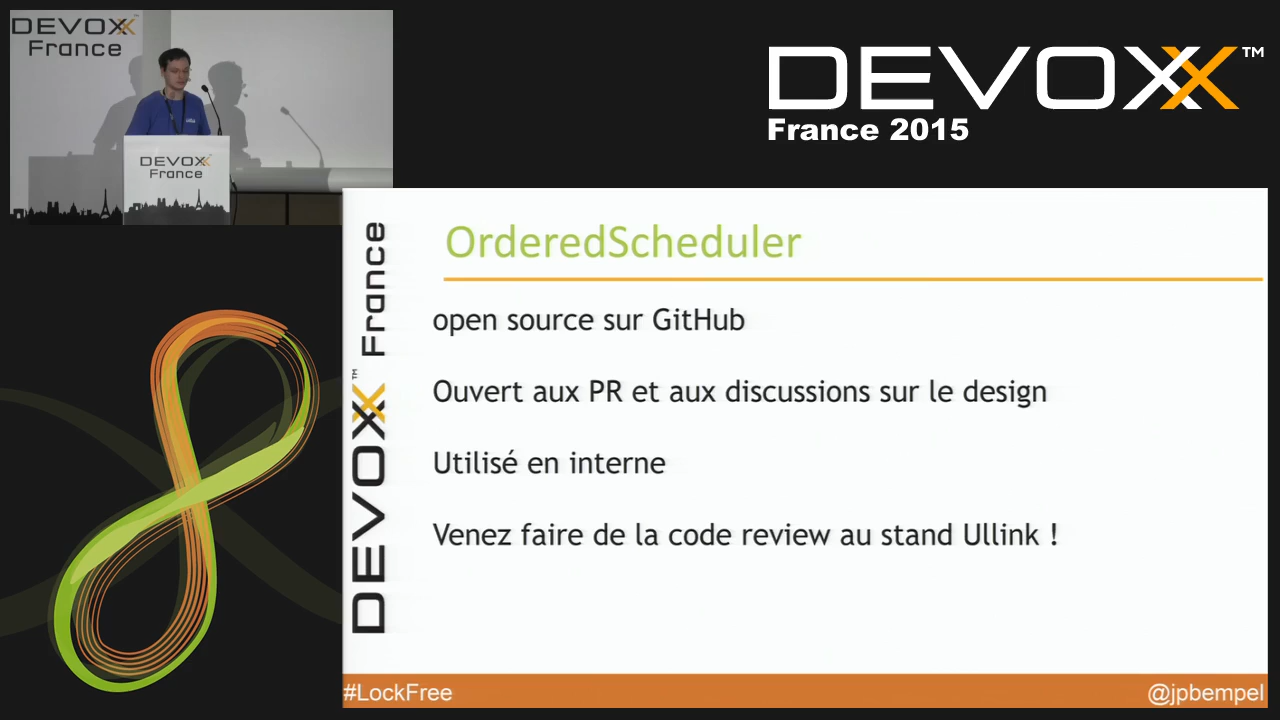 DEVOXX
France
DEVOXX
France
DEVOXX™
France 2015
DEVOXX™ France
OrderedScheduler
open source sur GitHub
Ouvert aux PR et aux discussions sur le design
Utilisé en interne
Venez faire de la code review au stand Ullink !
#LockFree
@jpbempel